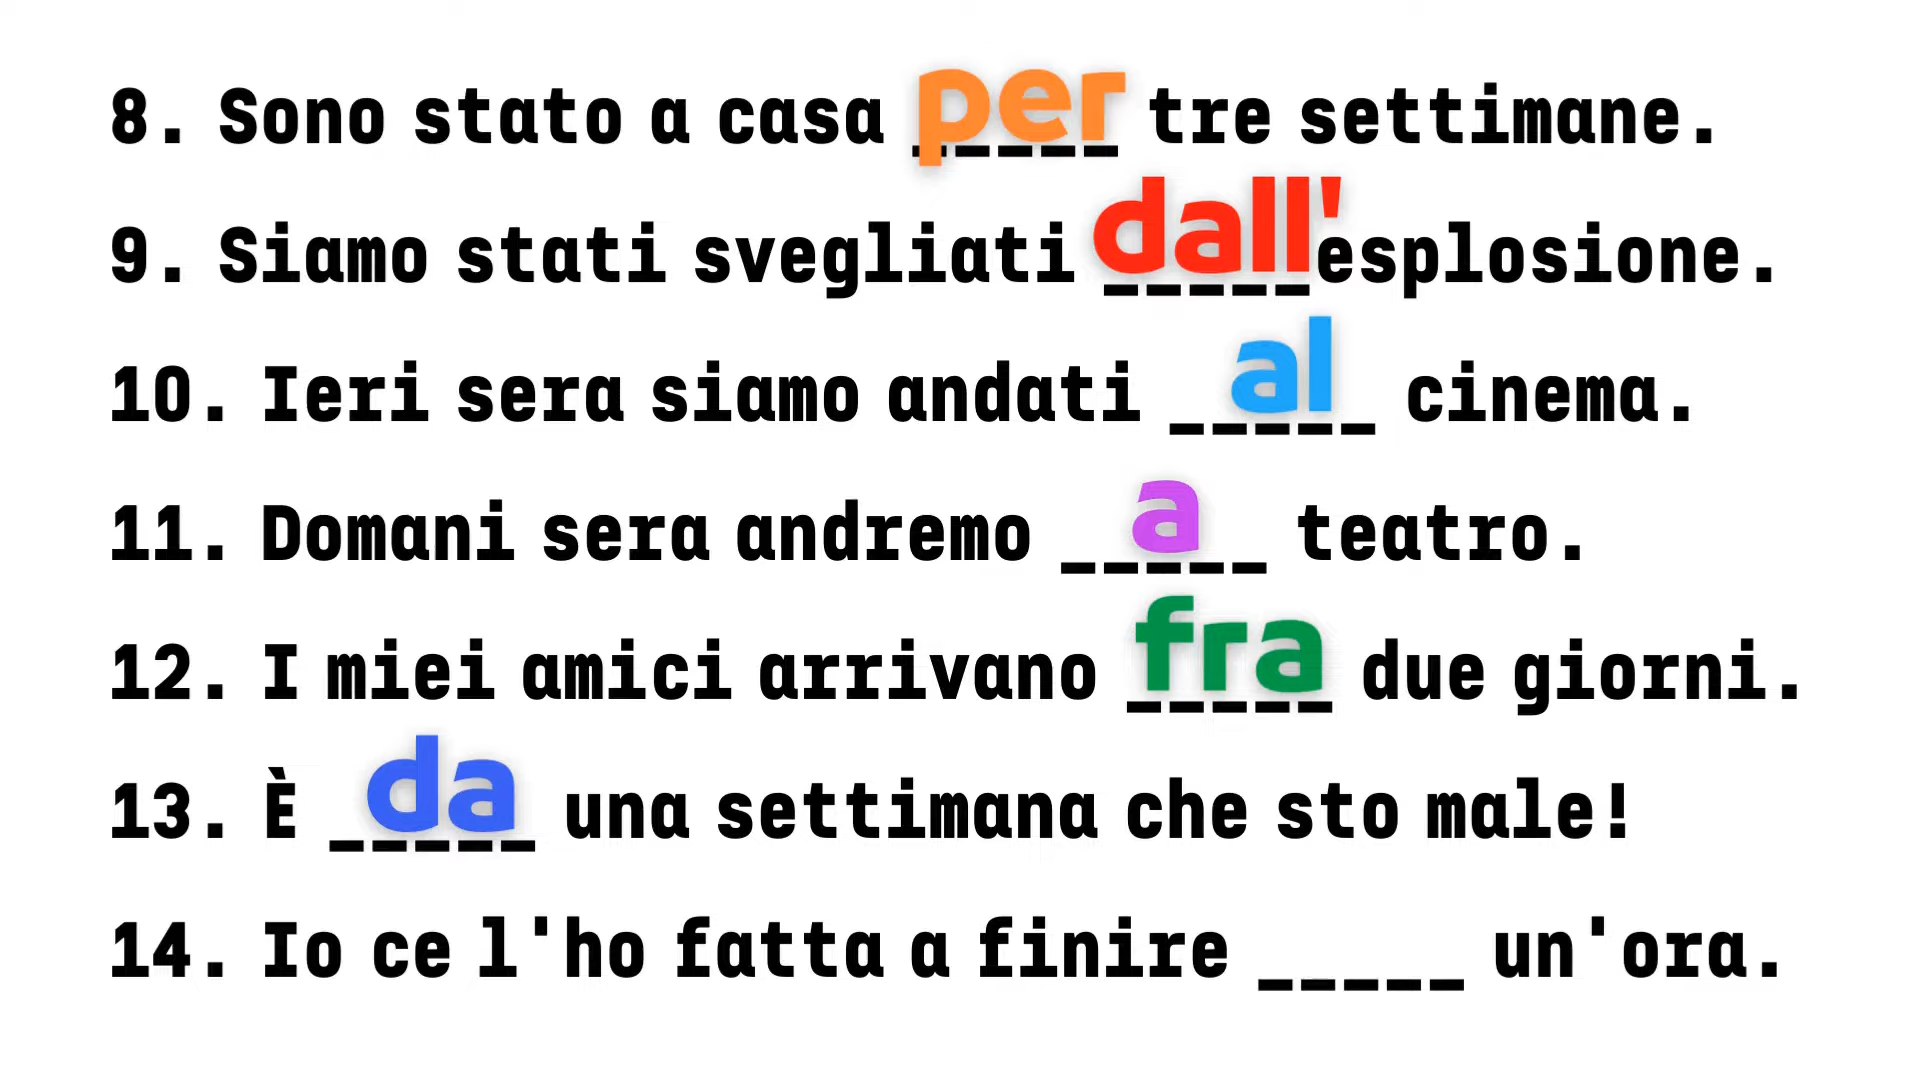 8. Sono stato a casa per tre settimane.
9. Siamo stati svegliati dall'esplosione.
10. Ieri sera siamo andati al cinema.
11. Domani sera andremo a teatro.
12. I miei amici arrivano fra due giorni.
13. È da una settimana che sto male!
14. Io ce l'ho fatta a finire _____ un'ora.